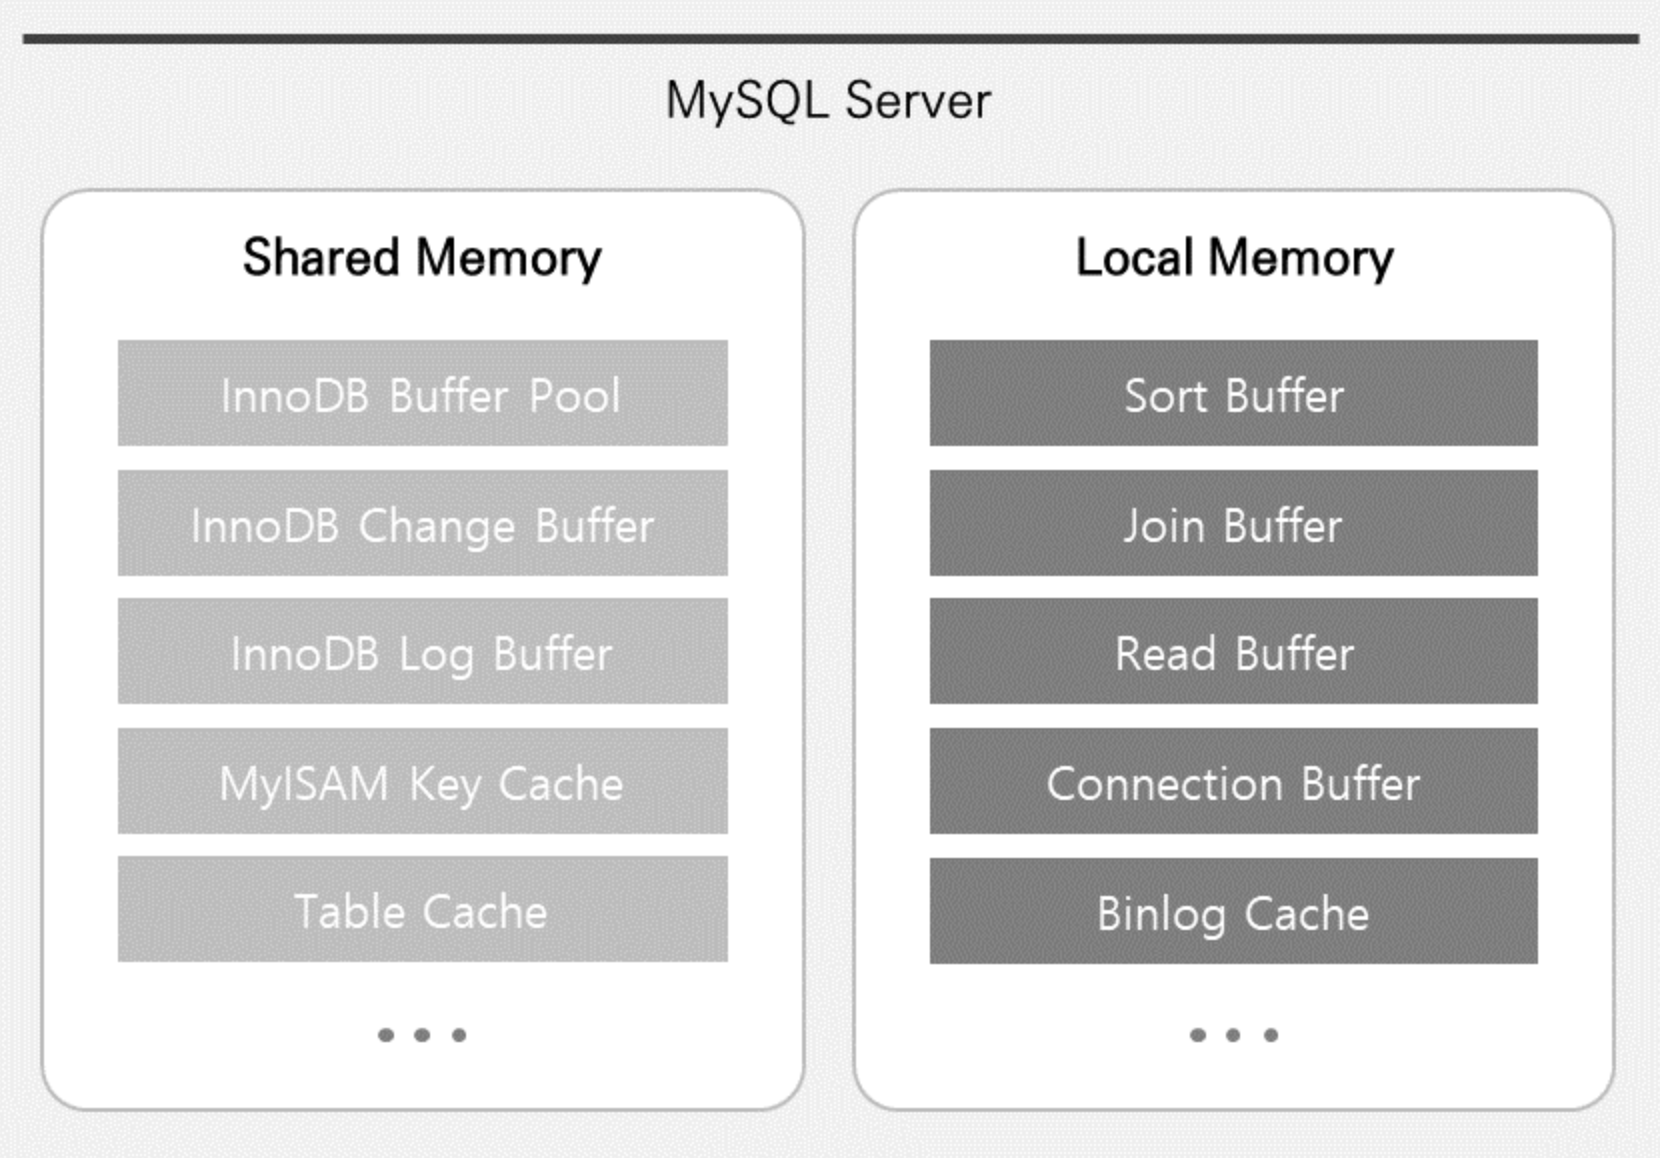 MySQL Server
Shared Memory
InnoDB Buffer Pool
InnoDB Change Buffer
InnoDB Log Buffer
MyISAM Key Cache
Table Cache
Local Memory
Sort Buffer
Join Buffer
Read Buffer
Connection Buffer
Binlog Cache